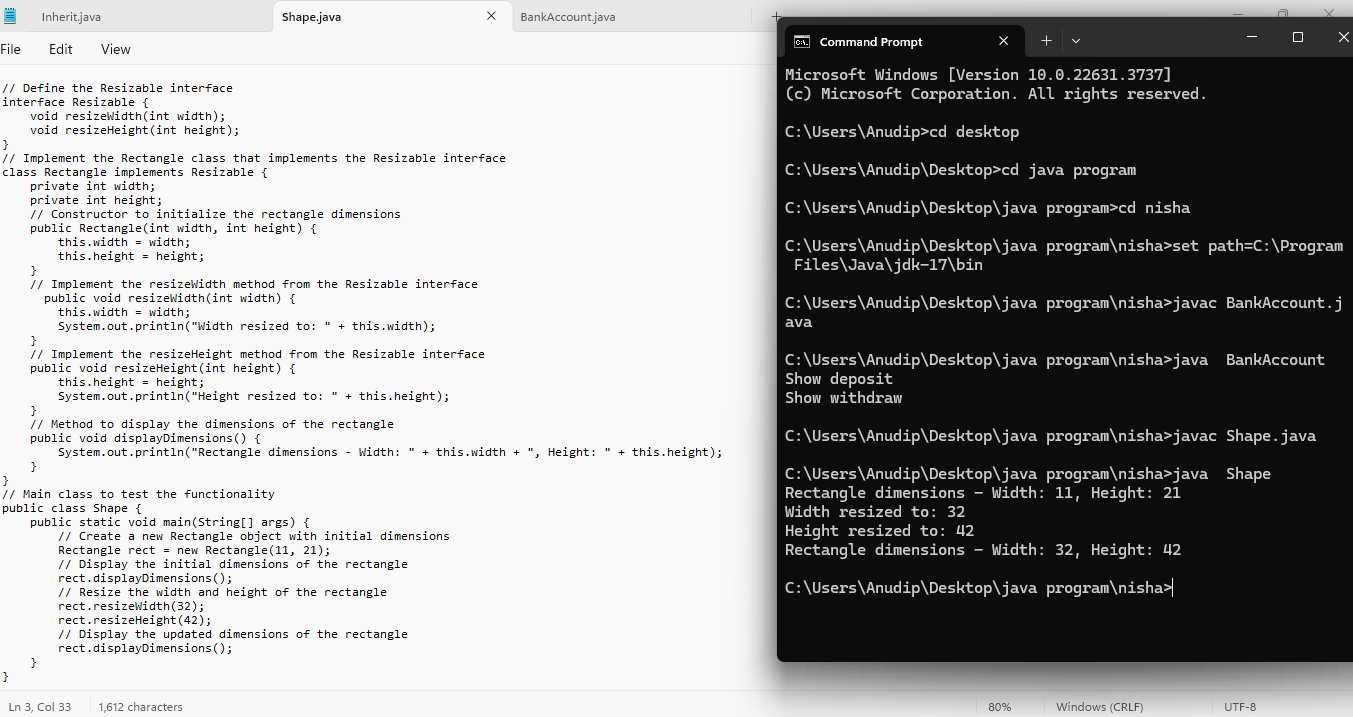 Inherit.java
Shape.java
BankAccount.java
File Edit View
// Define the Resizable interface
interface Resizable {
    void resizeWidth(int width);
    void resizeHeight(int height);
}
// Implement the Rectangle class that implements the Resizable interface
class Rectangle implements Resizable {
    private int width;
    private int height;
    // Constructor to initialize the rectangle dimensions
    public Rectangle(int width, int height) {
        this.width = width;
        this.height = height;
    }
    // Implement the resizeWidth method from the Resizable interface
      public void resizeWidth(int width) {
        this.width = width;
        System.out.println("Width resized to: " + this.width);
    }
    // Implement the resizeHeight method from the Resizable interface
    public void resizeHeight(int height) {
        this.height = height;
        System.out.println("Height resized to: " + this.height);
    }
    // Method to display the dimensions of the rectangle
    public void displayDimensions() {
        System.out.println("Rectangle dimensions - Width: " + this.width + ", Height: " + this.height);
    }
}
// Main class to test the functionality
public class Shape {
    public static void main(String[] args) {
        // Create a new Rectangle object with initial dimensions
        Rectangle rect = new Rectangle(11, 21);
        // Display the initial dimensions of the rectangle
        rect.displayDimensions();
        // Resize the width and height of the rectangle
        rect.resizeWidth(32);
        rect.resizeHeight(42);
        // Display the updated dimensions of the rectangle
        rect.displayDimensions();
    }
}
Ln 3, Col 33
1,612 characters
80%
Windows (CRLF)
UTF-8
Command Prompt
Microsoft Windows [Version 10.0.22631.3737]
(c) Microsoft Corporation. All rights reserved.
C:\Users\Anudip>cd desktop
C:\Users\Anudip\Desktop>cd java program
C:\Users\Anudip\Desktop\java program>cd nisha
C:\Users\Anudip\Desktop\java program\nisha>set path=C:\Program
 Files\Java\jdk-17\bin
C:\Users\Anudip\Desktop\java program\nisha>javac BankAccount.j
ava
C:\Users\Anudip\Desktop\java program\nisha>java  BankAccount
Show deposit
Show withdraw
C:\Users\Anudip\Desktop\java program\nisha>javac Shape.java
C:\Users\Anudip\Desktop\java program\nisha>java  Shape
Rectangle dimensions - Width: 11, Height: 21
Width resized to: 32
Height resized to: 42
Rectangle dimensions - Width: 32, Height: 42
C:\Users\Anudip\Desktop\java program\nisha>